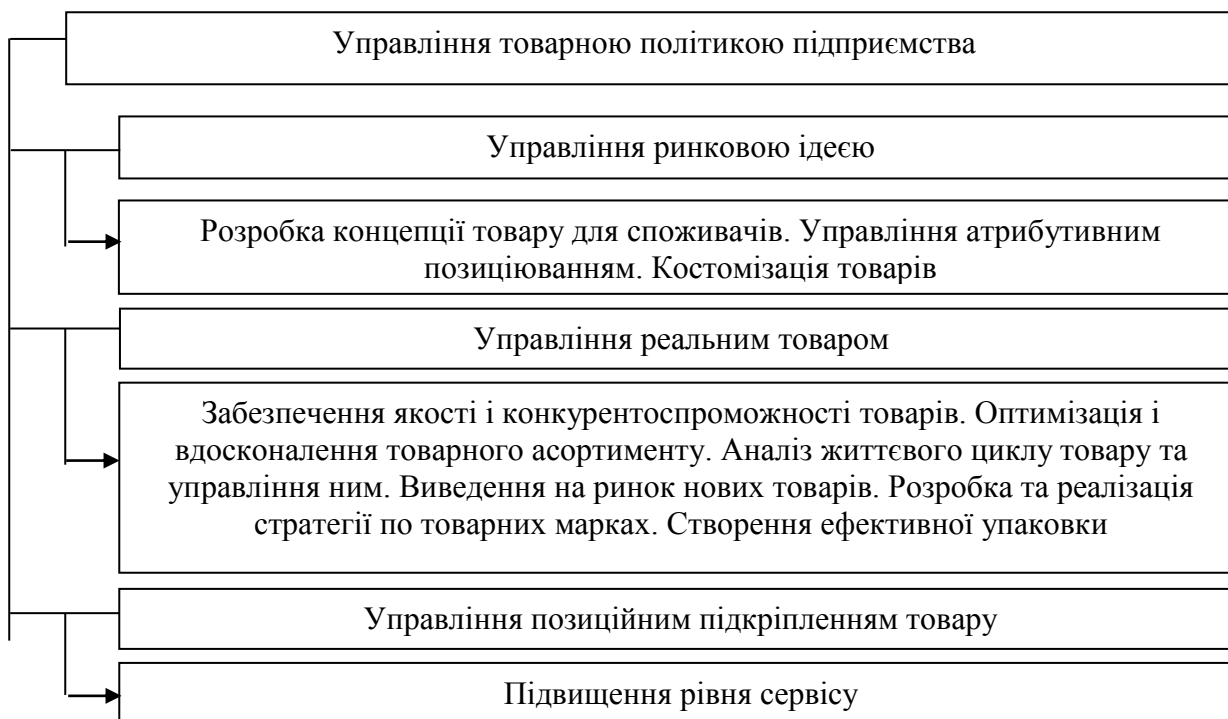 Управління товарною політикою підприємства
Управління ринковою ідеєю
Розробка концепції товару для споживачів. Управління атрибутивним
позиціюванням. Костомізація товарів
Управління реальним товаром
Забезпечення якості і конкурентоспроможності товарів. Оптимізація і
вдосконалення товарного асортименту. Аналіз життєвого циклу товару та
управління ним. Виведення на ринок нових товарів. Розробка та реалізація
стратегії по товарних марках. Створення ефективної упаковки
Управління позиційним підкріпленням товару
Підвищення рівня сервісу